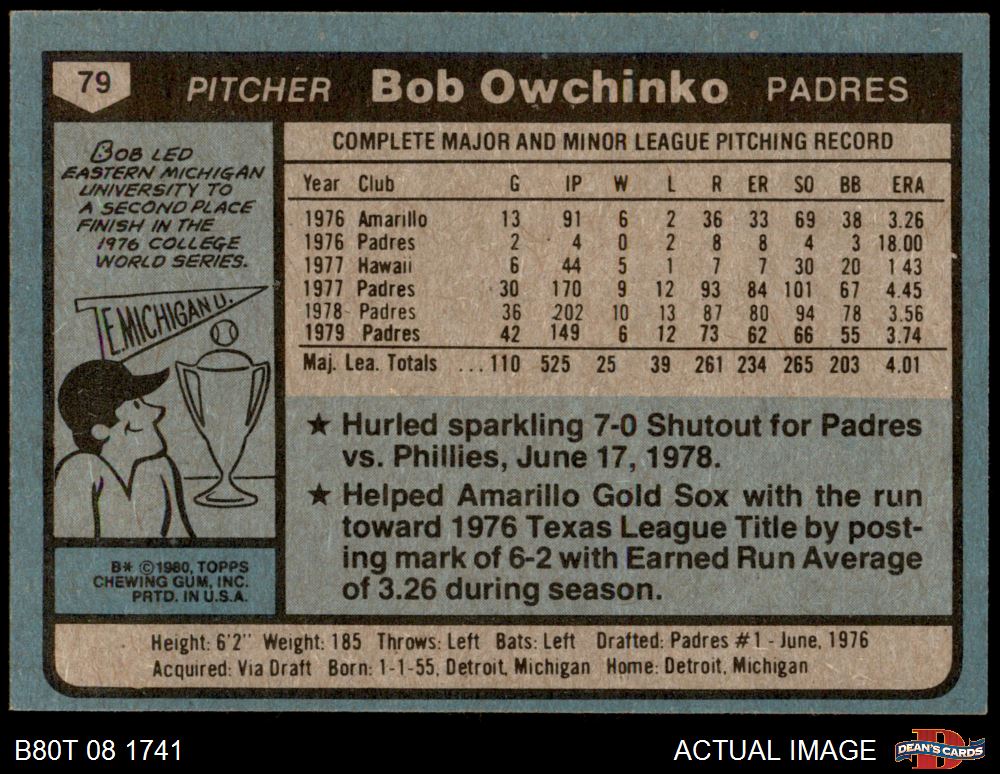 79 PITCHER Bob Owchinko PADRES
BOB LED
EASTERN MICHIGAN
UNIVERSITY TO
A SECOND PLACE
FINISH IN THE
1976 COLLEGE
WORLD SERIES.
E. MICHIGAN U.
COMPLETE MAJOR AND MINOR LEAGUE PITCHING RECORD
Year Club G IP W L R ER SO BB ERA
1976 Amarillo 13 91 6 2 36 33 69 38 3.26
1976 Padres 2 4 0 2 8 8 4 3 18.00
1977 Hawaii 6 44 5 1 7 7 30 20 1 43
1977 Padres 30 170 9 12 93 84 101 67 4.45
1978 Padres 36 202 10 13 87 80 94 78 3.56
1979 Padres 42 149 6 12 73 62 66 55 3.74
Maj. Lea. Totals ...110 525 25 39 261 234 265 203 4.01
★ Hurled sparkling 7-0 Shutout for Padres
vs. Phillies, June 17, 1978.
★ Helped Amarillo Gold Sox with the run
toward 1976 Texas League Title by post-
ing mark of 6-2 with Earned Run Average
of 3.26 during season.
B* ©1980, TOPPS
CHEWING GUM, INC.
PRTD. IN U.S.A.
Height: 6'2" Weight: 185 Throws: Left Bats: Left Drafted: Padres #1 - June, 1976
Acquired: Via Draft Born: 1-1-55, Detroit, Michigan Home: Detroit, Michigan
B80T 08 1741 ACTUAL IMAGE DEAN'S CARDS